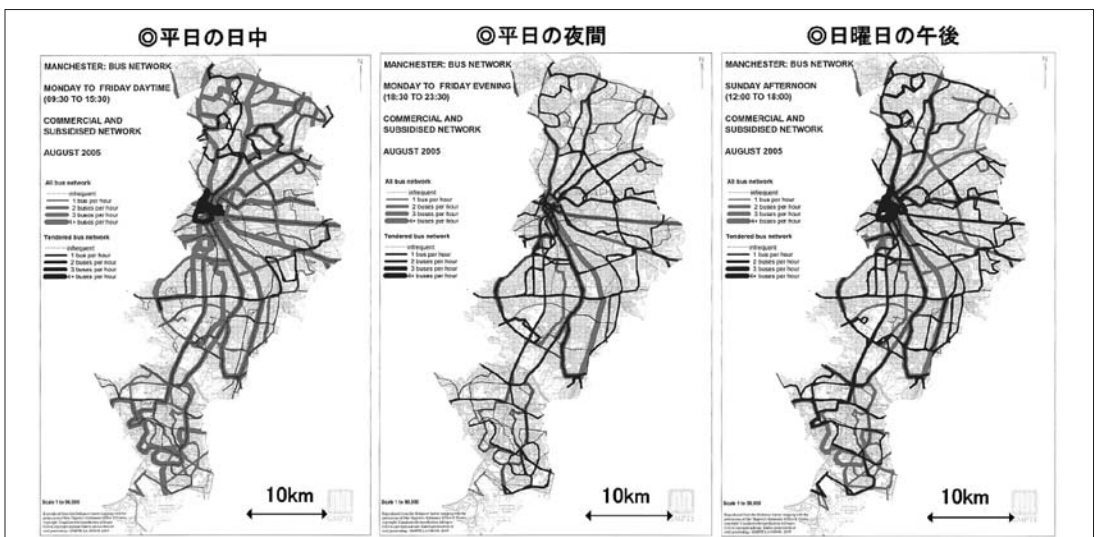 ◎平日の日中
MANCHESTER: BUS NETWORK
MONDAY TO FRIDAY DAYTIME
(09:30 TO 15:30)
COMMERCIAL AND
SUBSIDISED NETWORK
AUGUST 2005
All bus network
infrequent
1 bus per hour
2 buses per hour
3 buses per hour
4+ buses per hour
Tendered bus network
infrequent
1 bus per hour
2 buses per hour
3 buses per hour
4+ buses per hour
10km
◎平日の夜間
MANCHESTER: BUS NETWORK
MONDAY TO FRIDAY EVENING
(18:30 TO 23:30)
COMMERCIAL AND
SUBSIDISED NETWORK
AUGUST 2005
All bus network
infrequent
1 bus per hour
2 buses per hour
3 buses per hour
4+ buses per hour
Tendered bus network
infrequent
1 bus per hour
2 buses per hour
3 buses per hour
4+ buses per hour
10km
◎日曜日の午後
MANCHESTER: BUS NETWORK
SUNDAY AFTERNOON
(12:00 TO 18:00)
COMMERCIAL AND
SUBSIDISED NETWORK
AUGUST 2005
All bus network
infrequent
1 bus per hour
2 buses per hour
3 buses per hour
4+ buses per hour
Tendered bus network
infrequent
1 bus per hour
2 buses per hour
3 buses per hour
4+ buses per hour
10km